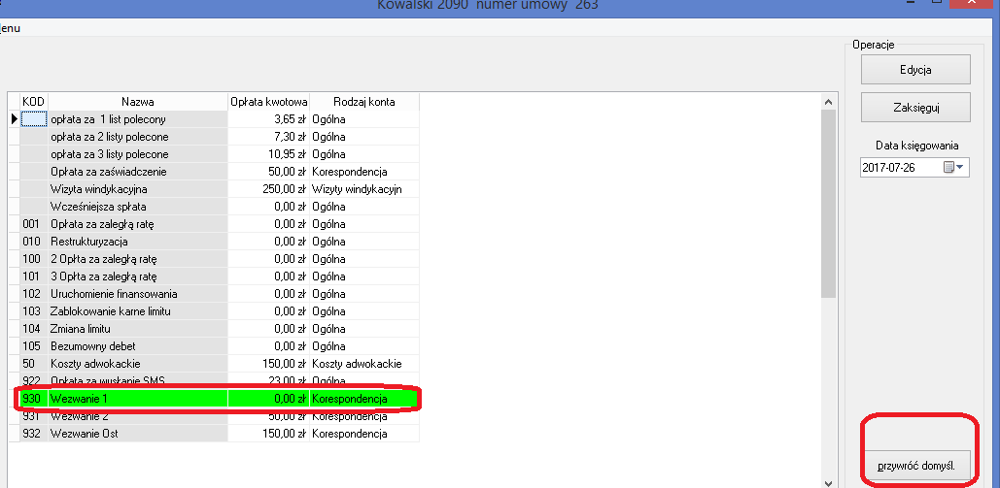 Kowalski 2090 numer umowy 263
enu
Operacje
Edycja
Zaksięguj
Data księgowania
2017-07-26
KOD Nazwa Opłata kwotowa Rodzaj konta
opłata za 1 list polecony 3,65 zł Ogólna
opłata za 2 listy polecone 7,30 zł Ogólna
opłata za 3 listy polecone 10,95 zł Ogólna
Opłata za zaświadczenie 50,00 zł Korespondencja
Wizyta windykacyjna 250,00 zł Wizyty windykacyjn
Wcześniejsza spłata 0,00 zł Ogólna
001 Opłata za zaległą ratę 0,00 zł Ogólna
010 Restrukturyzacja 0,00 zł Ogólna
100 2 Opłta za zaległą ratę 0,00 zł Ogólna
101 3 Opłta za zaległą ratę 0,00 zł Ogólna
102 Uruchomienie finansowania 0,00 zł Ogólna
103 Zablokowanie karne limitu 0,00 zł Ogólna
104 Zmiana limitu 0,00 zł Ogólna
105 Bezumowny debet 0,00 zł Ogólna
50 Koszty adwokackie 150,00 zł Koszty adwokackie
922 Opłata za wysłanie SMS 23,00 zł Ogólna
930 Wezwanie 1 0,00 zł Korespondencja
931 Wezwanie 2 50,00 zł Korespondencja
932 Wezwanie Ost 150,00 zł Korespondencja
przywróć domyśl.